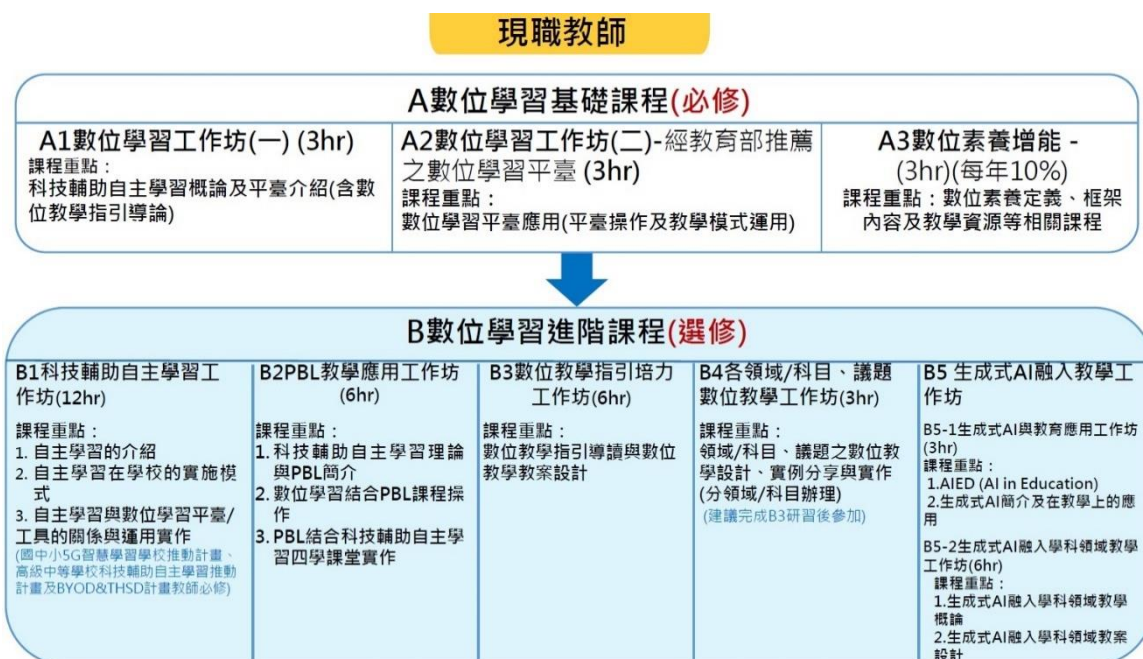 現職教師
A數位學習基礎課程(必修)
A1數位學習工作坊(一) (3hr)
課程重點：
科技輔助自主學習概論及平臺介紹(含數
位教學指引導論)
A2數位學習工作坊(二)-經教育部推薦
之數位學習平臺 (3hr)
課程重點：
數位學習平臺應用(平臺操作及教學模式運用)
A3數位素養增能 -
(3hr)(每年10%)
課程重點：數位素養定義、框架
內容及教學資源等相關課程
B數位學習進階課程(選修)
B1科技輔助自主學習工
作坊(12hr)
課程重點：
1. 自主學習的介紹
2. 自主學習在學校的實施模
式
3. 自主學習與數位學習平臺/
工具的關係與運用實作
(國中小5G智慧學習學校推動計畫、
高級中等學校科技輔助自主學習推動
計畫及BYOD&THSD計畫教師必修)
B2PBL教學應用工作坊
(6hr)
課程重點：
1. 科技輔助自主學習理論
與PBL簡介
2. 數位學習結合PBL課程操
作
3. PBL結合科技輔助自主學
習四學課堂實作
B3數位教學指引培力
工作坊(6hr)
課程重點：
數位教學指引導讀與數位
教學教案設計
B4各領域/科目、議題
數位教學工作坊(3hr)
課程重點：
領域/科目、議題之數位教
學設計、實例分享與實作
(分領域/科目辦理)
(建議完成B3研習後參加)
B5 生成式AI融入教學工
作坊
B5-1生成式AI與教育應用工作坊
(3hr)
課程重點：
1.AIED (AI in Education)
2.生成式AI簡介及在教學上的應
用
B5-2生成式AI融入學科領域教學
工作坊(6hr)
課程重點：
1.生成式AI融入學科領域教學
概論
2.生成式AI融入學科領域教案
設計